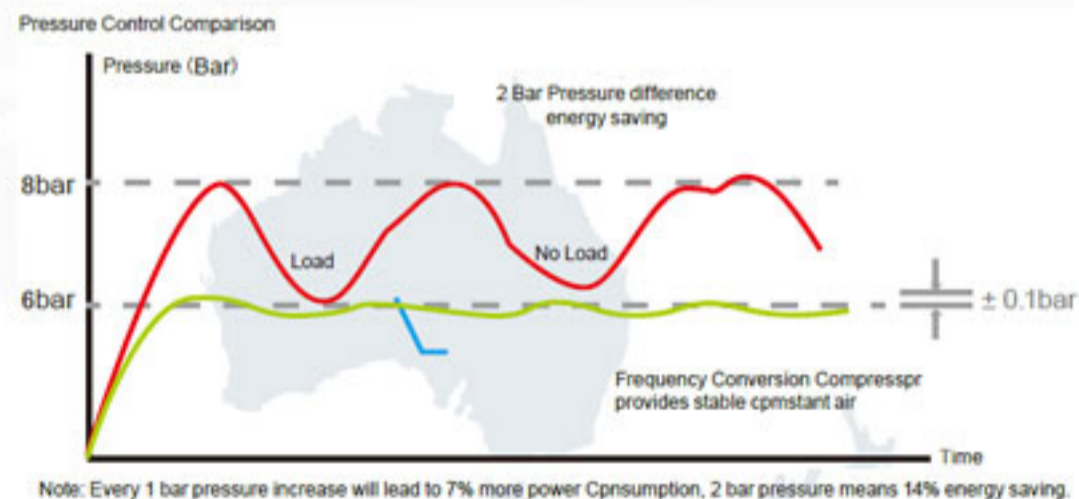 Pressure Control Comparison
Pressure (Bar)
2 Bar Pressure difference
energy saving
8bar
Load
No Load
6bar
± 0.1bar
Frequency Conversion Compresspr
provides stable cpmstant air
Time
Note: Every 1 bar pressure increase will lead to 7% more power Cpnsumption, 2 bar pressure means 14% energy saving